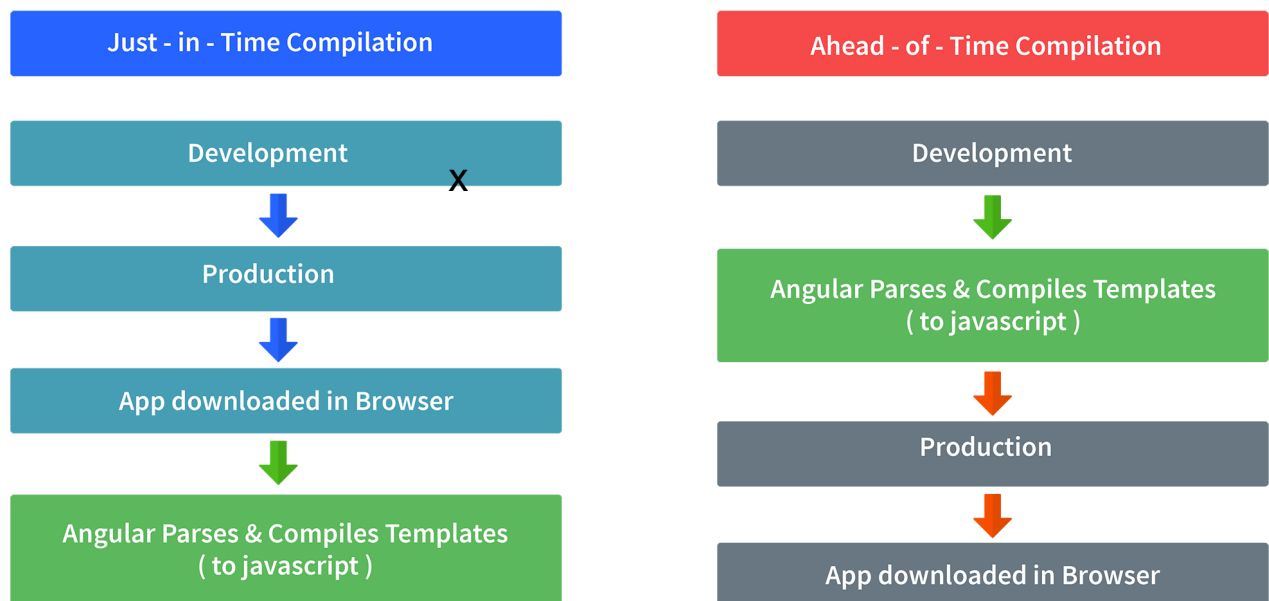 Just - in - Time Compilation
Development
X
Production
App downloaded in Browser
Angular Parses & Compiles Templates
( to javascript )
Ahead - of - Time Compilation
Development
Angular Parses & Compiles Templates
( to javascript )
Production
App downloaded in Browser